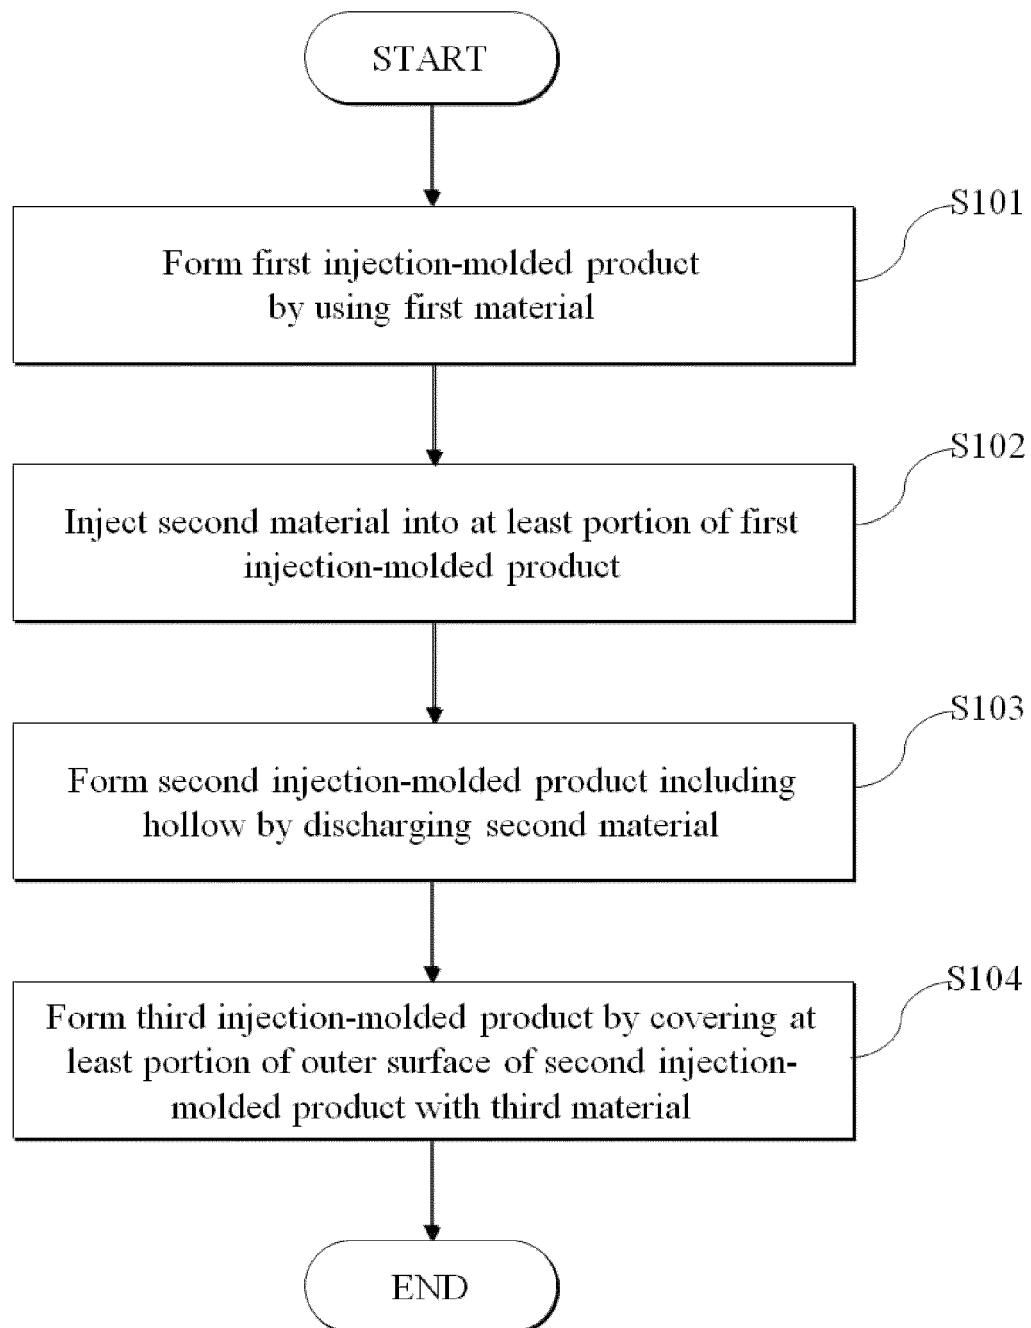 START
S101
Form first injection-molded product
by using first material
S102
Inject second material into at least portion of first
injection-molded product
S103
Form second injection-molded product including
hollow by discharging second material
S104
Form third injection-molded product by covering at
least portion of outer surface of second injection-
molded product with third material
END